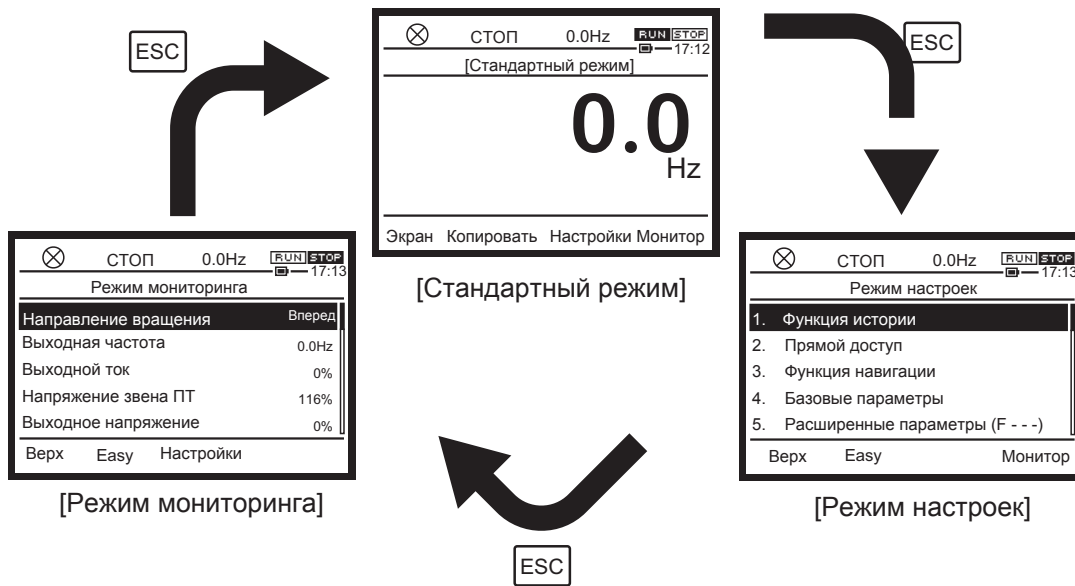 ESC
СТОП 0.0Hz RUN STOP
17:12
[Стандартный режим]
0.0
Hz
Экран Копировать Настройки Монитор
[Стандартный режим]
ESC
СТОП 0.0Hz RUN STOP
17:13
Режим мониторинга
Направление вращения Вперед
Выходная частота 0.0Hz
Выходной ток 0%
Напряжение звена ПТ 116%
Выходное напряжение 0%
Верх Easy Настройки
[Режим мониторинга]
СТОП 0.0Hz RUN STOP
17:13
Режим настроек
1. Функция истории
2. Прямой доступ
3. Функция навигации
4. Базовые параметры
5. Расширенные параметры (F - - -)
Верх Easy Монитор
[Режим настроек]
ESC